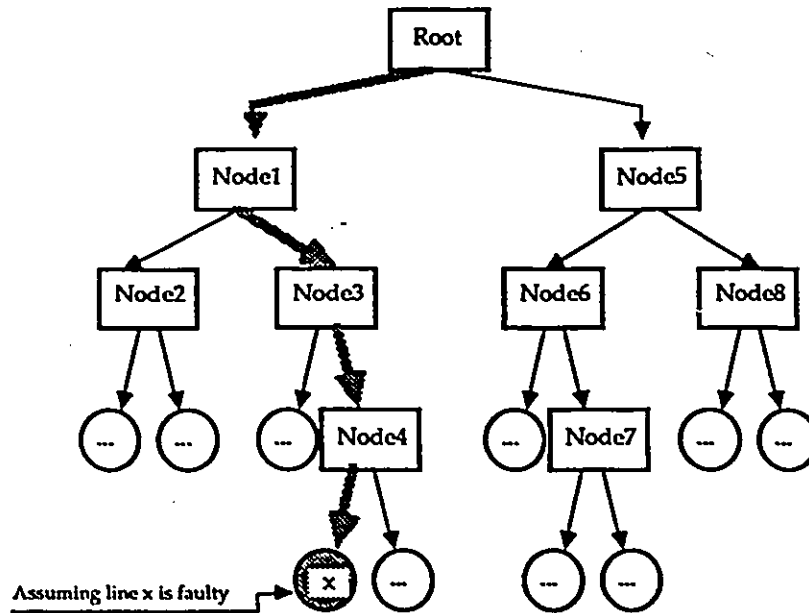 Root
Node1
Node5
Node2
Node3
Node6
Node8
---
---
---
Node4
---
Node7
---
---
x
---
---
---
Assuming line x is faulty